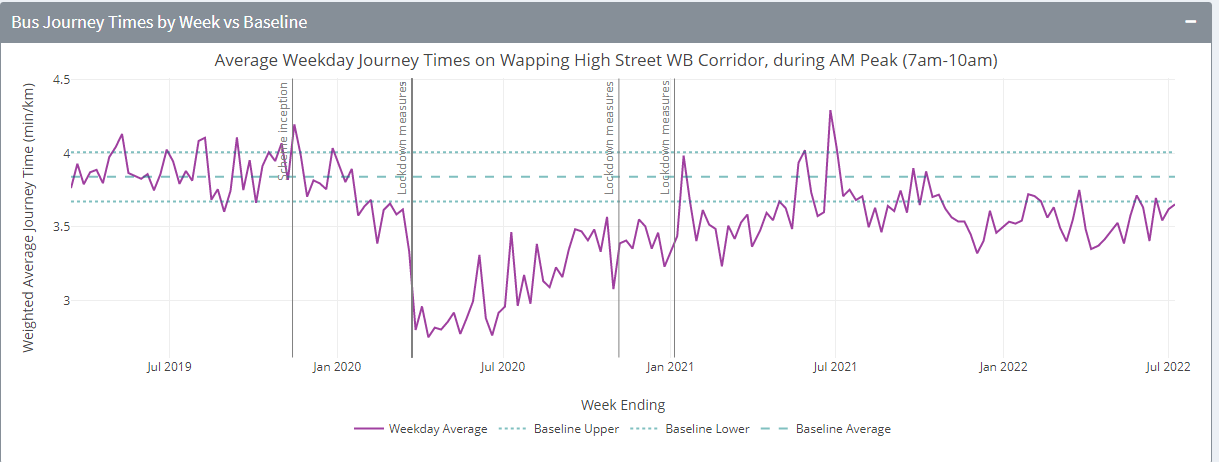 Bus Journey Times by Week vs Baseline
Average Weekday Journey Times on Wapping High Street WB Corridor, during AM Peak (7am-10am)
Weighted Average Journey Time (min/km)
4.5
4
3.5
3
Scheme Inception
Lockdown measures
Lockdown measures
Lockdown measures
Jul 2019
Jan 2020
Jul 2020
Jan 2021
Jul 2021
Jan 2022
Jul 2022
Week Ending
Weekday Average
Baseline Upper
Baseline Lower
Baseline Average